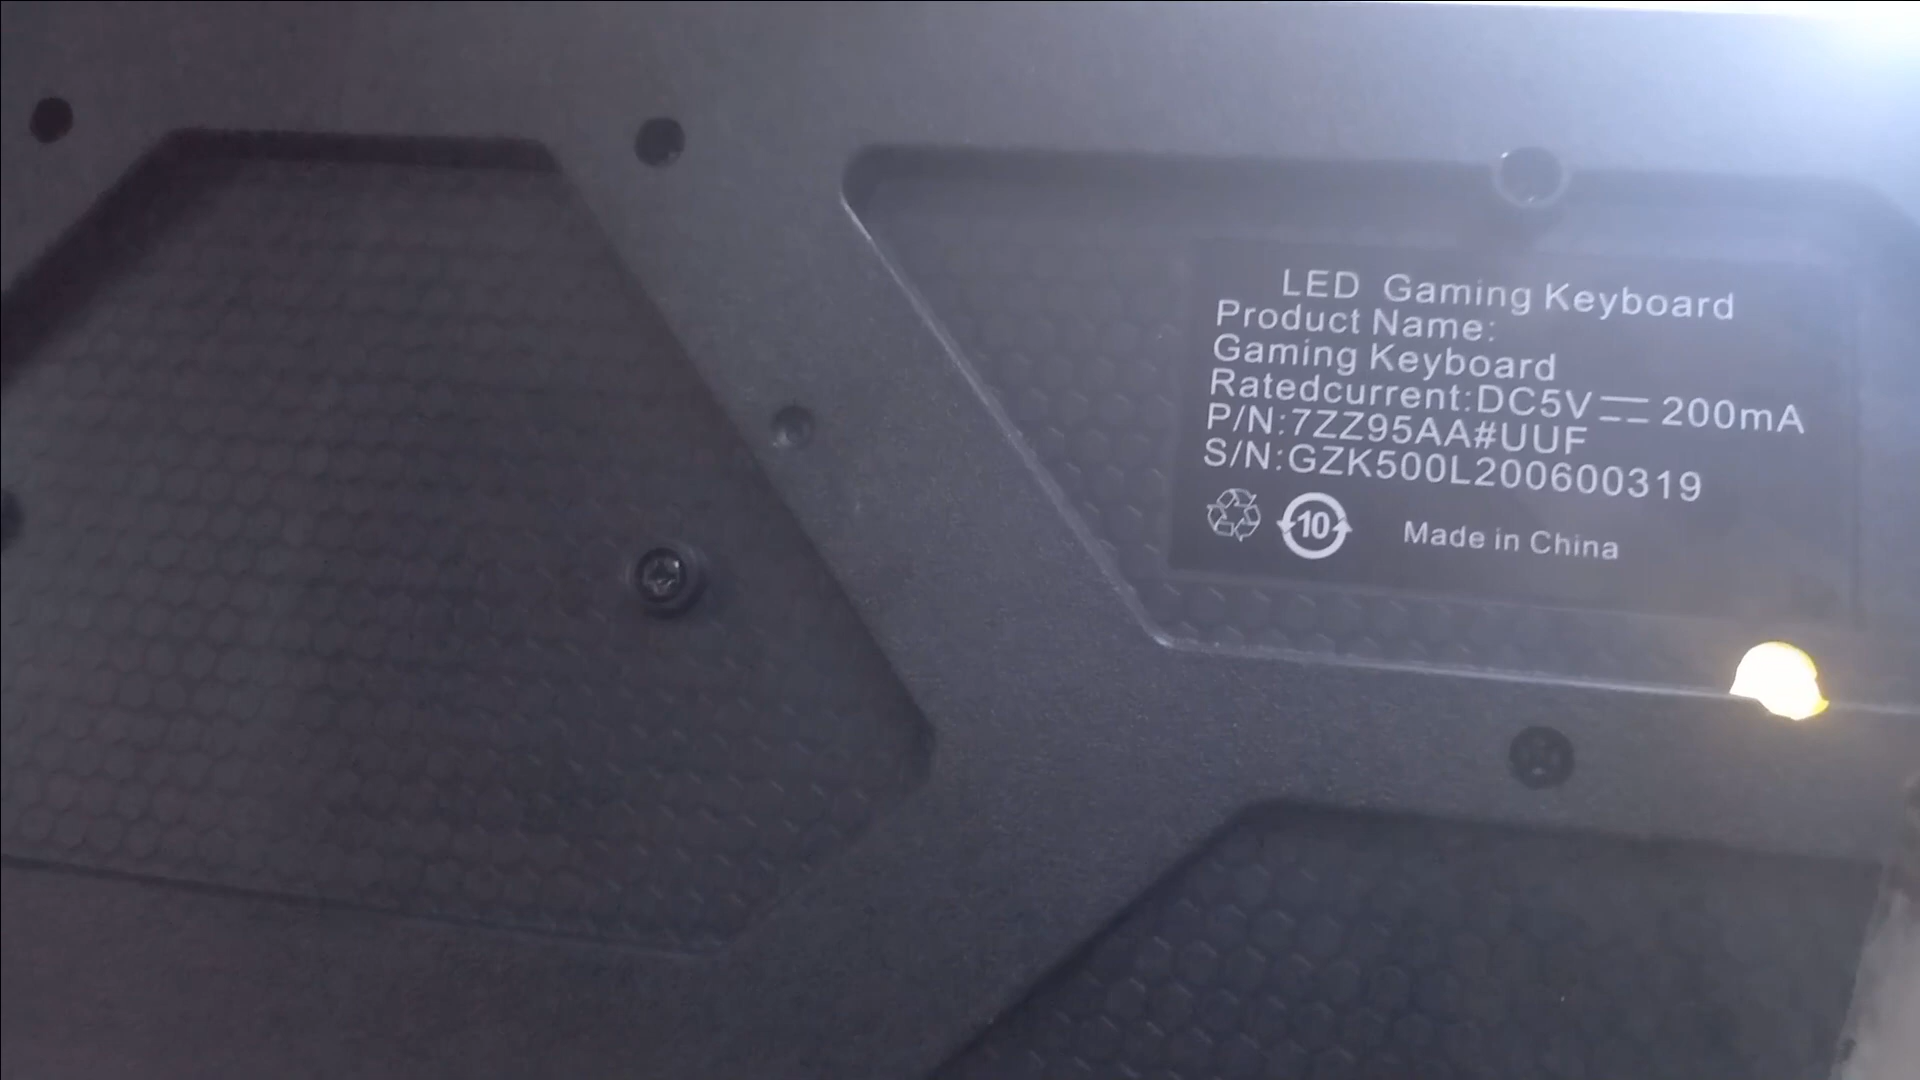 LED Gaming Keyboard
Product Name:
Gaming Keyboard
Ratedcurrent:DC5V⎓200mA
P/N:7ZZ95AA#UUF
S/N:GZK500L200600319
10 Made in China